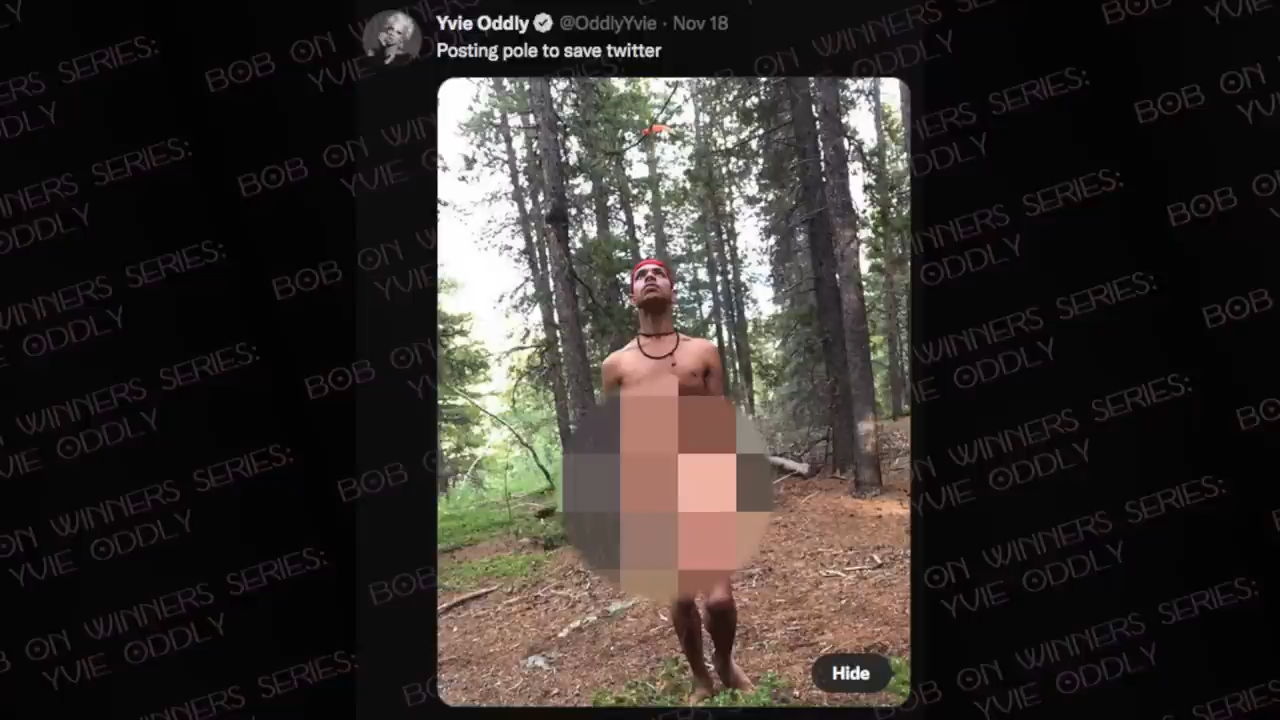 Yvie Oddly @OddlyYvie · Nov 18
Posting pole to save twitter
Hide
BOB ON WINNERS SERIES:
YVIE ODDLY